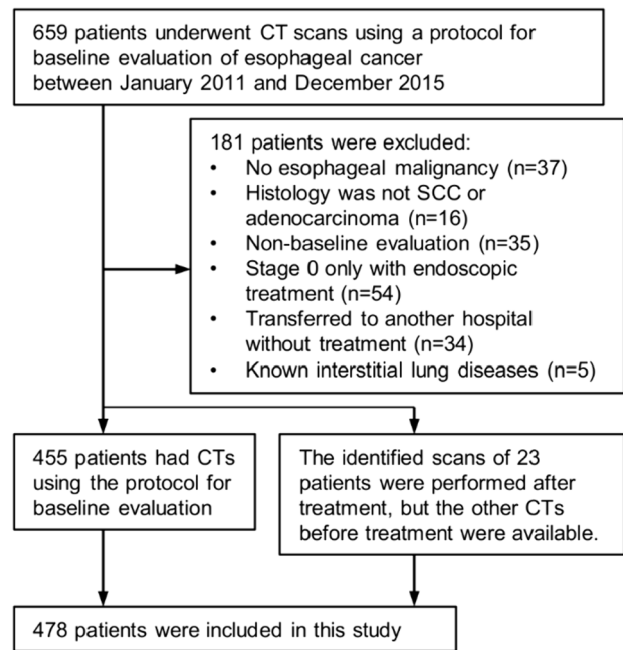 659 patients underwent CT scans using a protocol for
baseline evaluation of esophageal cancer
between January 2011 and December 2015
181 patients were excluded:
• No esophageal malignancy (n=37)
• Histology was not SCC or
adenocarcinoma (n=16)
• Non-baseline evaluation (n=35)
• Stage 0 only with endoscopic
treatment (n=54)
• Transferred to another hospital
without treatment (n=34)
• Known interstitial lung diseases (n=5)
455 patients had CTs
using the protocol for
baseline evaluation
The identified scans of 23
patients were performed after
treatment, but the other CTs
before treatment were available.
478 patients were included in this study